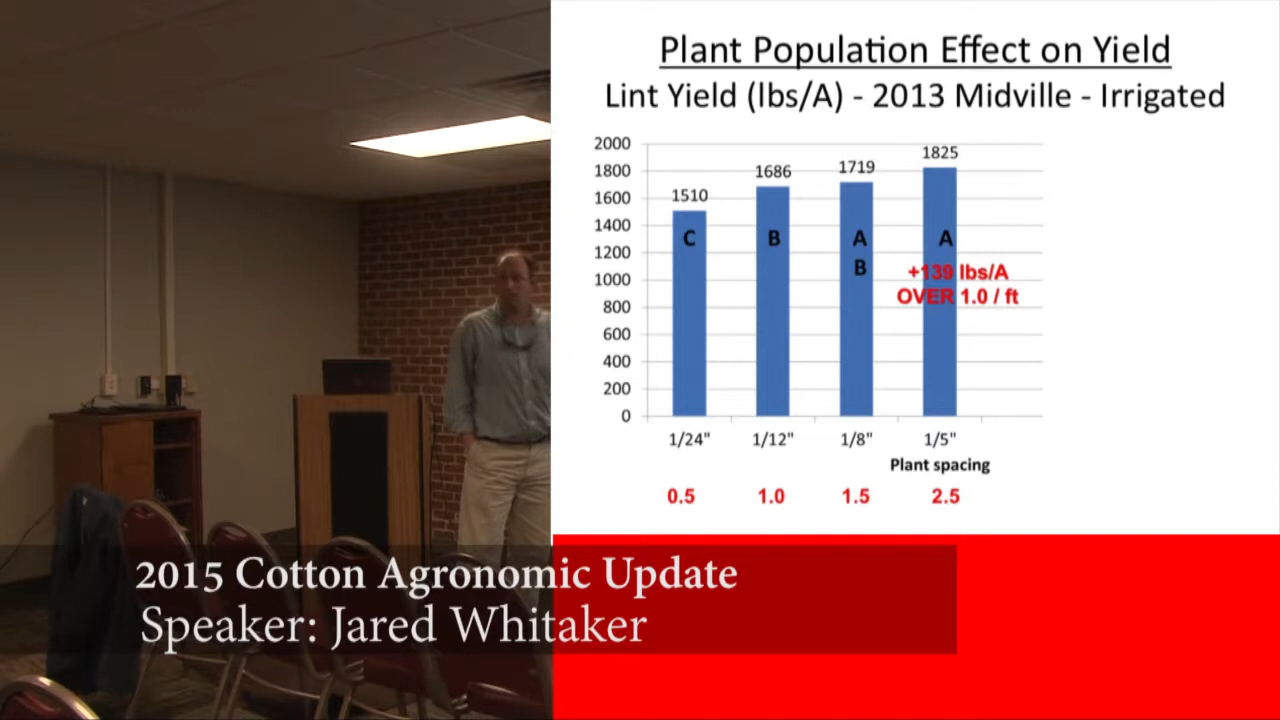 Plant Population Effect on Yield
Lint Yield (lbs/A) - 2013 Midville - Irrigated
2000
1800
1600
1400
1200
1000
800
600
400
200
0
1510
1686
1719
1825
C
B
A
B
A
+139 lbs/A
OVER 1.0 / ft
1/24" 1/12" 1/8" 1/5"
Plant spacing
0.5 1.0 1.5 2.5
2015 Cotton Agronomic Update
Speaker: Jared Whitaker